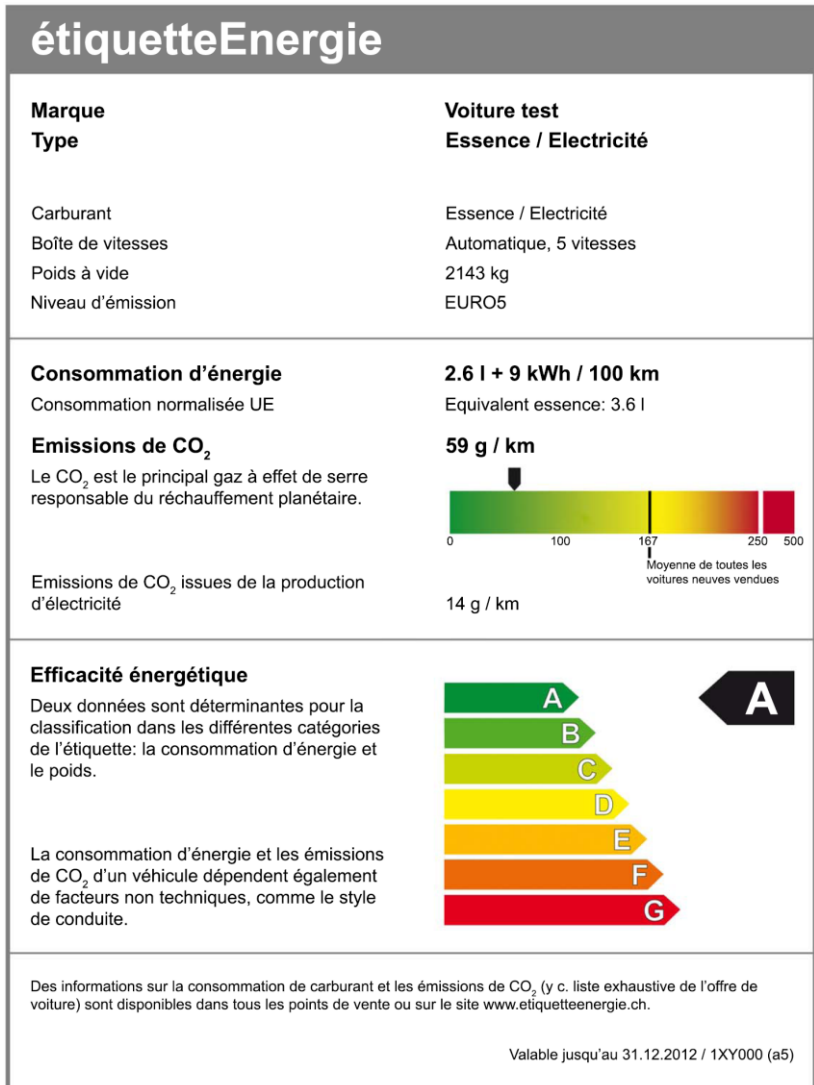 étiquetteEnergie
Marque Voiture test
Type Essence / Electricité
Carburant Essence / Electricité
Boîte de vitesses Automatique, 5 vitesses
Poids à vide 2143 kg
Niveau d’émission EURO5
Consommation d’énergie 2.6 l + 9 kWh / 100 km
Consommation normalisée UE Equivalent essence: 3.6 l
Emissions de CO₂ 59 g / km
Le CO₂ est le principal gaz à effet de serre
responsable du réchauffement planétaire.
0 100 167 250 500
Moyenne de toutes les
voitures neuves vendues
Emissions de CO₂ issues de la production
d’électricité 14 g / km
Efficacité énergétique
Deux données sont déterminantes pour la
classification dans les différentes catégories
de l’étiquette: la consommation d’énergie et
le poids.
La consommation d’énergie et les émissions
de CO₂ d’un véhicule dépendent également
de facteurs non techniques, comme le style
de conduite.
A A
B
C
D
E
F
G
Des informations sur la consommation de carburant et les émissions de CO₂ (y c. liste exhaustive de l’offre de
voiture) sont disponibles dans tous les points de vente ou sur le site www.etiquetteenergie.ch.
Valable jusqu’au 31.12.2012 / 1XY000 (a5)